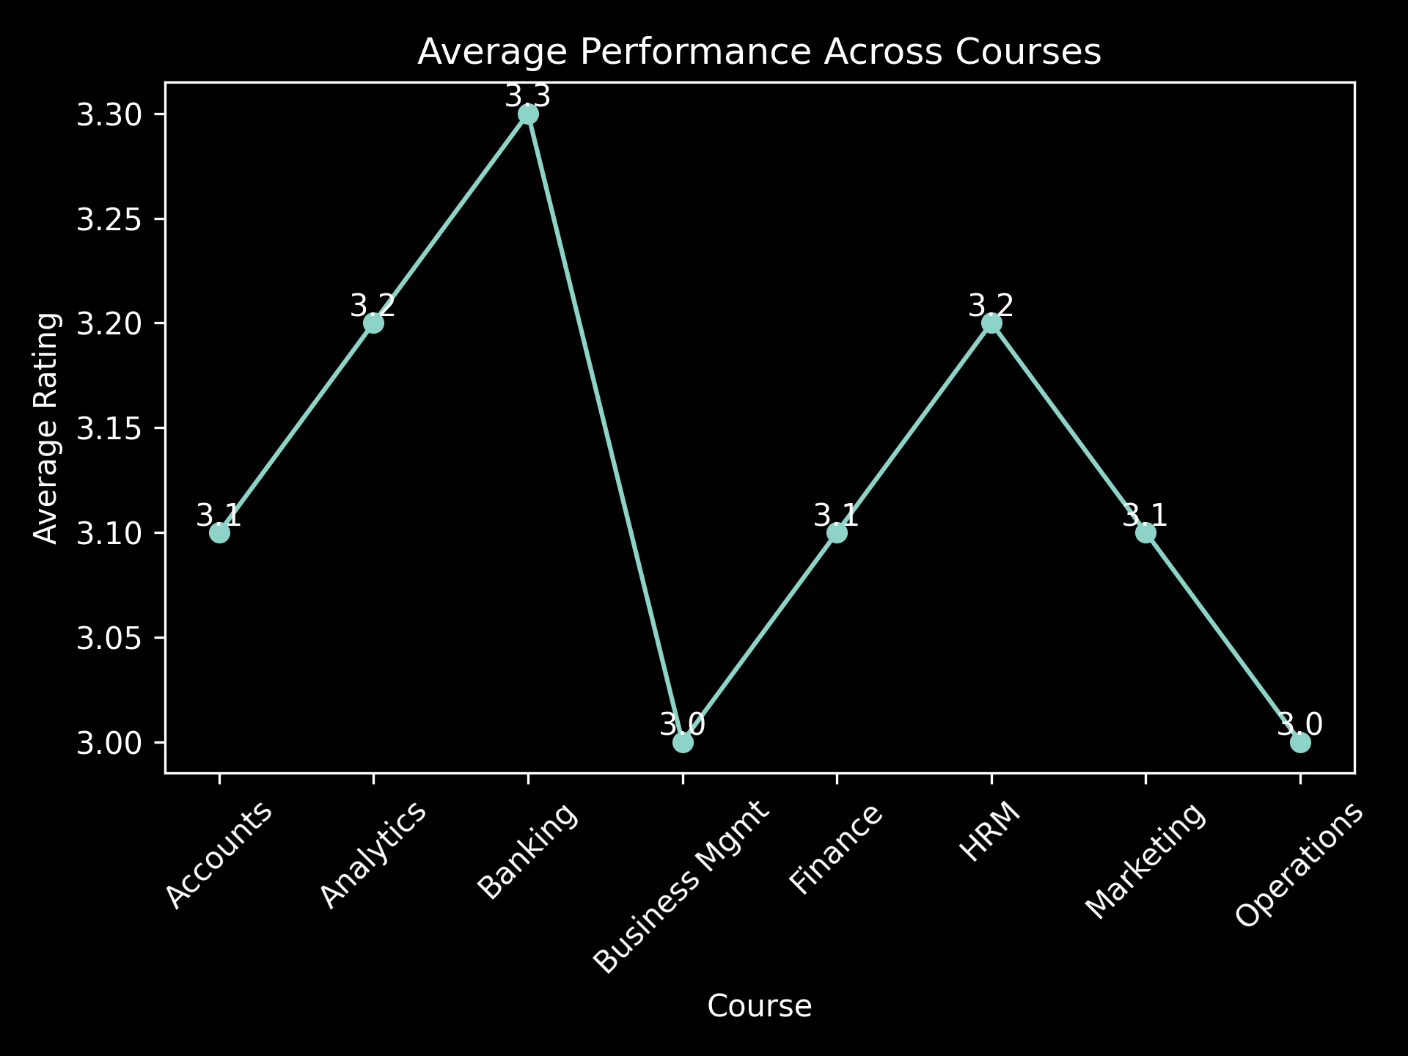 Average Performance Across Courses
3.30
3.25
3.20
3.15
3.10
3.05
3.00
Average Rating
3.1
3.2
3.3
3.0
3.1
3.2
3.1
3.0
Accounts
Analytics
Banking
Business Mgmt
Finance
HRM
Marketing
Operations
Course